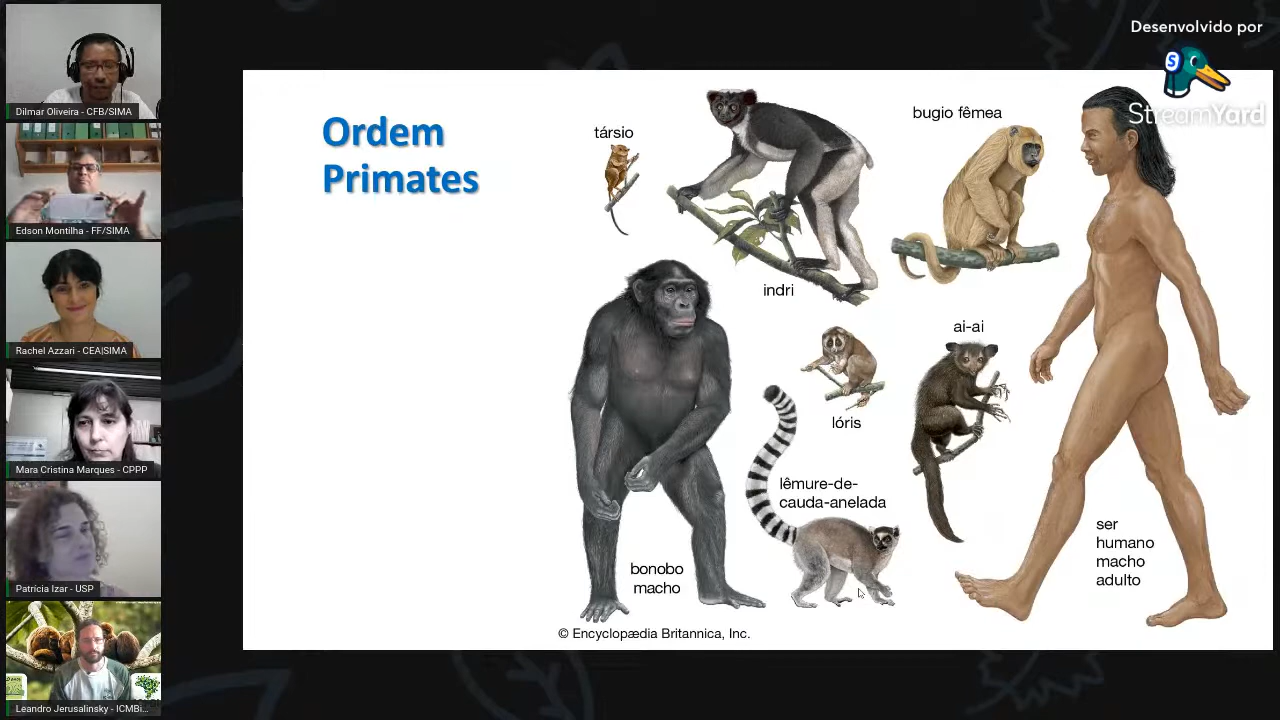 Desenvolvido por
StreamYard
Dilmar Oliveira - CFB/SIMA
Edson Montilha - FF/SIMA
Rachel Azzari - CEA|SIMA
Mara Cristina Marques - CPPP
Patrícia Izar - USP
Leandro Jerusalinsky - ICMBi...
Ordem
Primates
társio
indri
bugio fêmea
ai-ai
lóris
lêmure-de-
cauda-anelada
bonobo
macho
ser
humano
macho
adulto
© Encyclopædia Britannica, Inc.